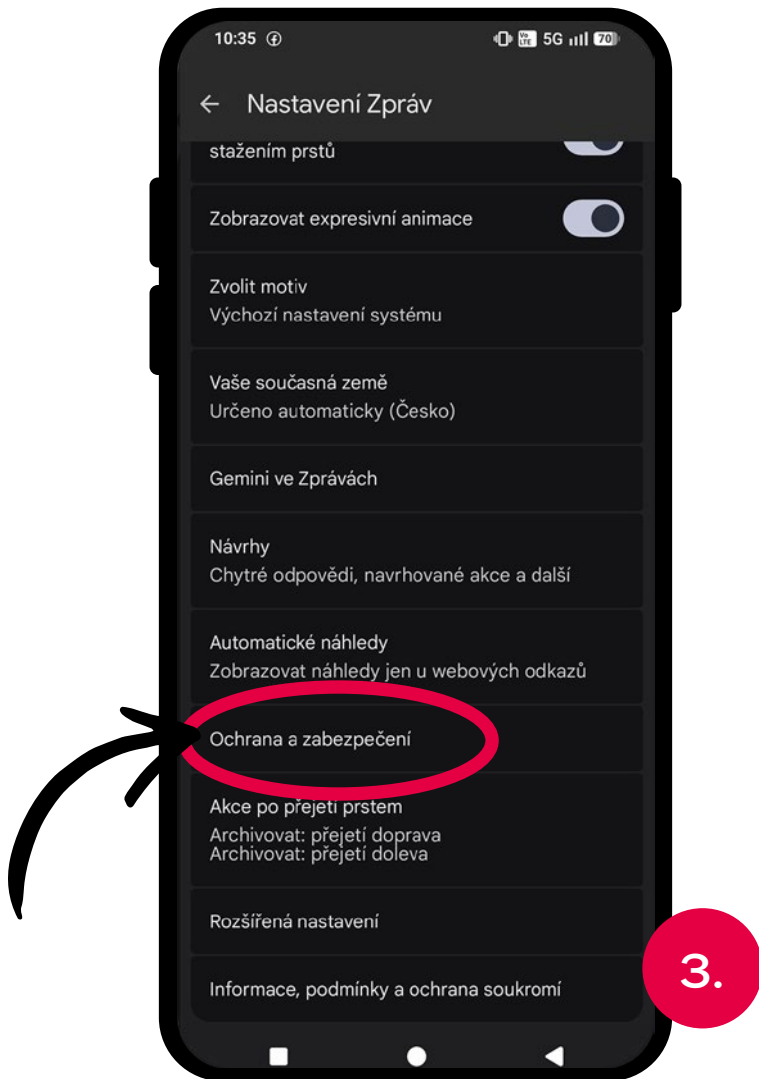 10:35 5G 70
Nastavení Zpráv
stažením prstů
Zobrazovat expresivní animace
Zvolit motiv
Výchozí nastavení systému
Vaše současná země
Určeno automaticky (Česko)
Gemini ve Zprávách
Návrhy
Chytré odpovědi, navrhované akce a další
Automatické náhledy
Zobrazovat náhledy jen u webových odkazů
Ochrana a zabezpečení
Akce po přejetí prstem
Archivovat: přejetí doprava
Archivovat: přejetí doleva
Rozšířená nastavení
3.
Informace, podmínky a ochrana soukromí